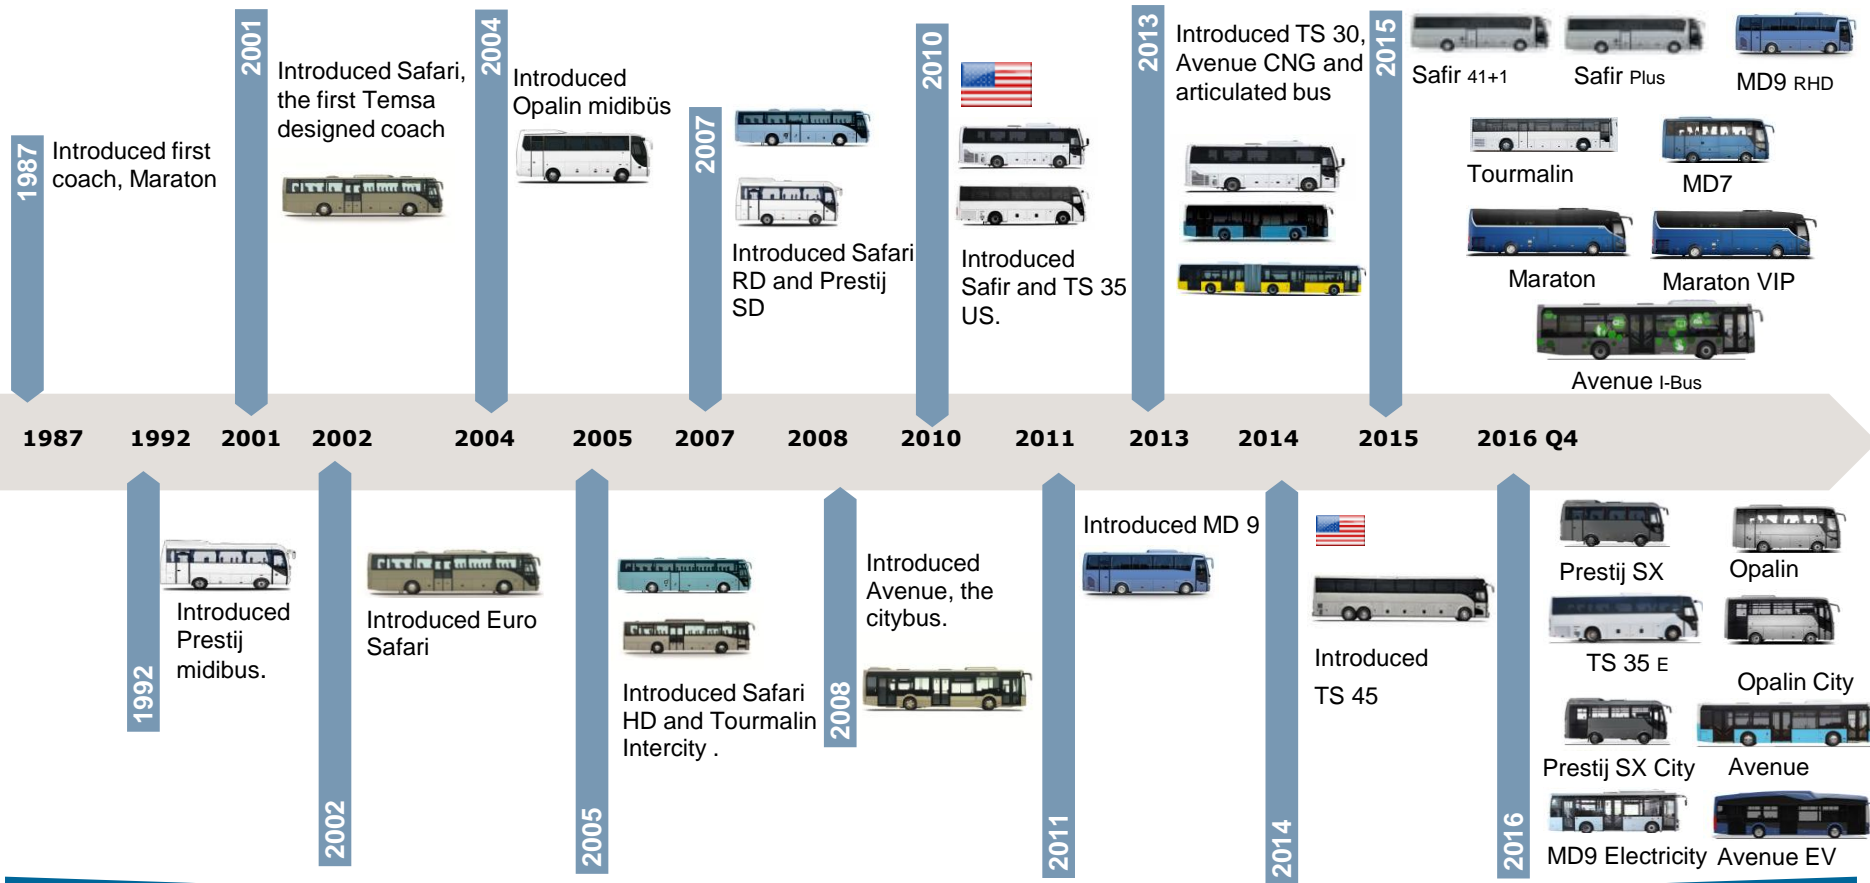 2001
Introduced Safari,
the first Temsa
designed coach
2004
Introduced
Opalin midibüs
2010
2013
Introduced TS 30,
Avenue CNG and
articulated bus
2015
Safir 41+1
Safir Plus
MD9 RHD
1987
Introduced first
coach, Maraton
2007
Introduced Safari
RD and Prestij
SD
Introduced
Safir and TS 35
US.
Tourmalin
MD7
Maraton
Maraton VIP
Avenue I-Bus
1987
1992
2001
2002
2004
2005
2007
2008
2010
2011
2013
2014
2015
2016 Q4
1992
Introduced
Prestij
midibus.
2002
Introduced Euro
Safari
2005
Introduced Safari
HD and Tourmalin
Intercity .
2008
Introduced
Avenue, the
citybus.
2011
Introduced MD 9
2014
Introduced
TS 45
2016
Prestij SX
Opalin
TS 35 E
Opalin City
Prestij SX City
Avenue
MD9 Electricity
Avenue EV